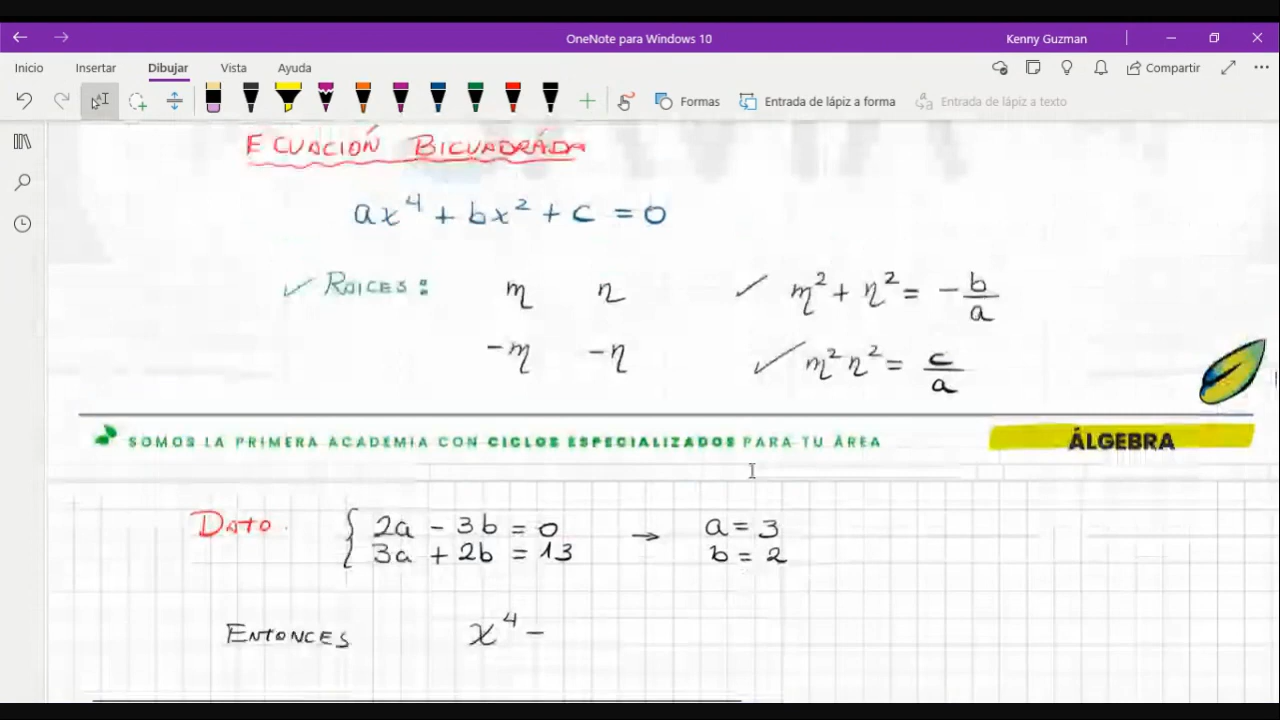 OneNote para Windows 10
Kenny Guzman
Inicio Insertar Dibujar Vista Ayuda
Compartir
Formas Entrada de lápiz a forma Entrada de lápiz a texto
ECUACIÓN BICUADRÁDA
ax⁴ + bx² + c = 0
✓ RAICES: m n ✓ m² + n² = -b/a
-m -n ✓ m²n² = c/a
SOMOS LA PRIMERA ACADEMIA CON CICLOS ESPECIALIZADOS PARA TU ÁREA
ÁLGEBRA
Dato. { 2a - 3b = 0 → a = 3
3a + 2b = 13 b = 2
ENTONCES x⁴ -